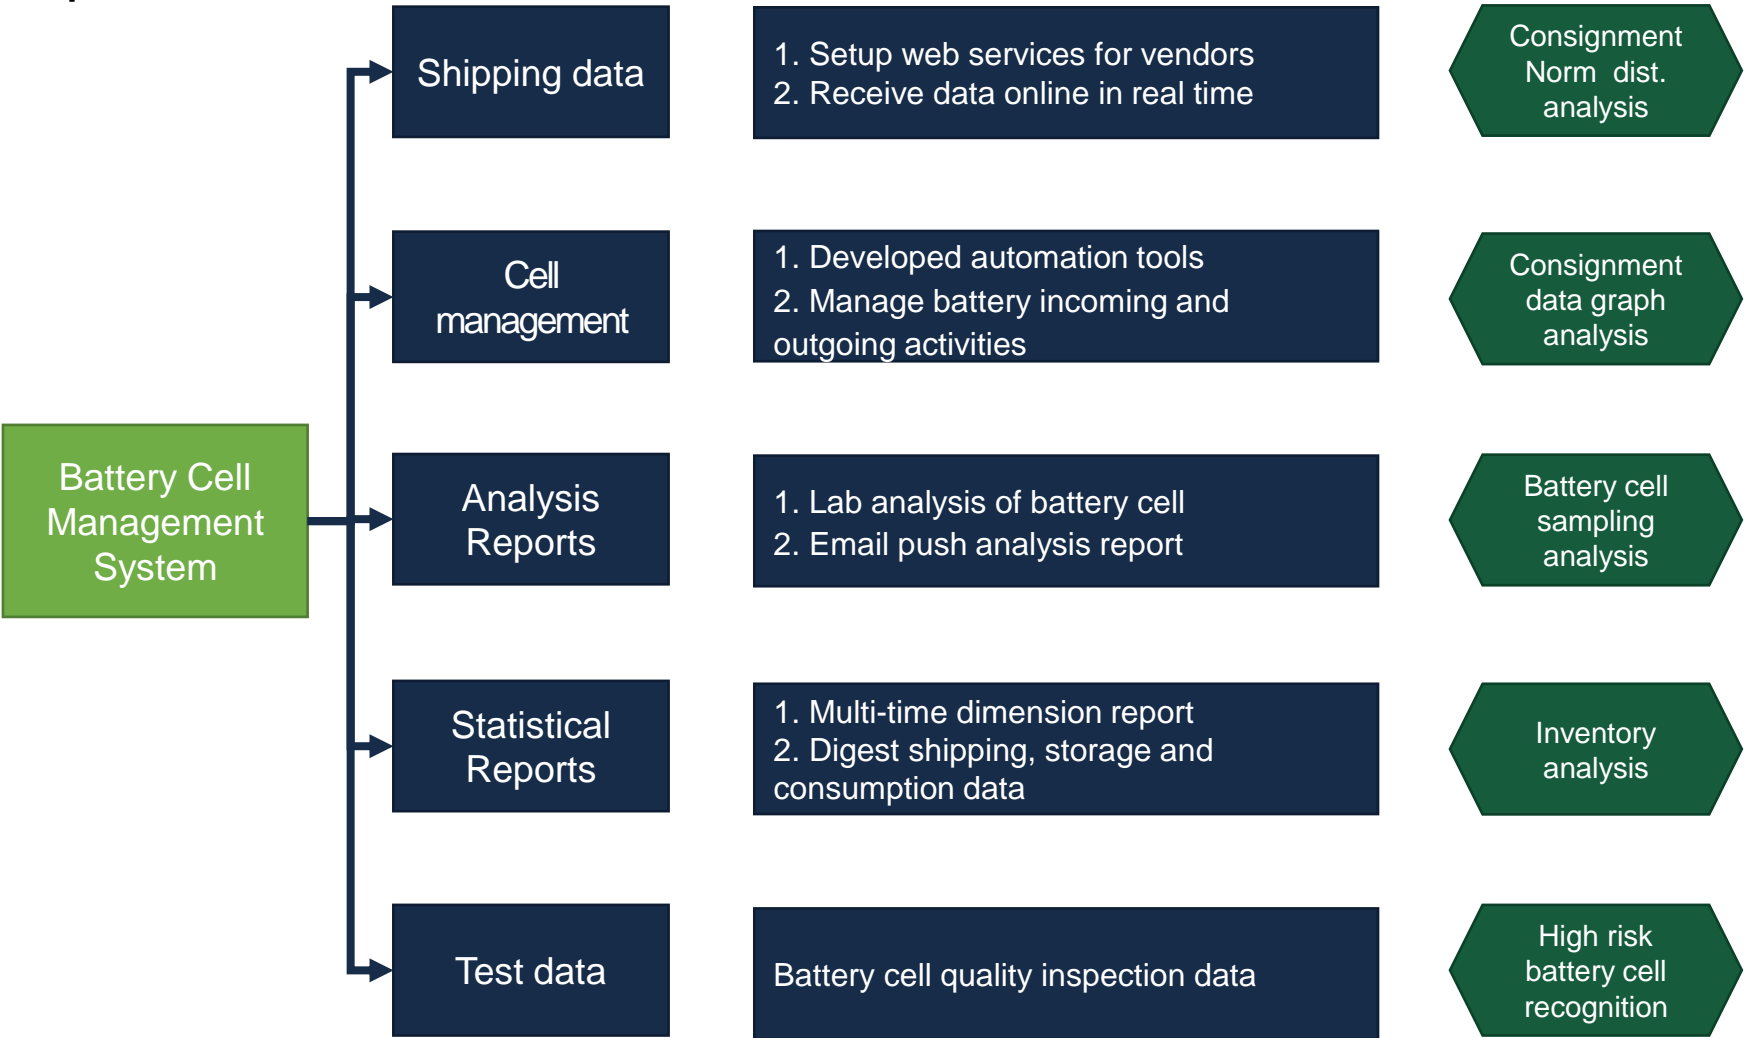 Shipping data
1. Setup web services for vendors
2. Receive data online in real time
Consignment
Norm dist.
analysis
Cell
management
1. Developed automation tools
2. Manage battery incoming and
outgoing activities
Consignment
data graph
analysis
Battery Cell
Management
System
Analysis
Reports
1. Lab analysis of battery cell
2. Email push analysis report
Battery cell
sampling
analysis
Statistical
Reports
1. Multi-time dimension report
2. Digest shipping, storage and
consumption data
Inventory
analysis
Test data
Battery cell quality inspection data
High risk
battery cell
recognition